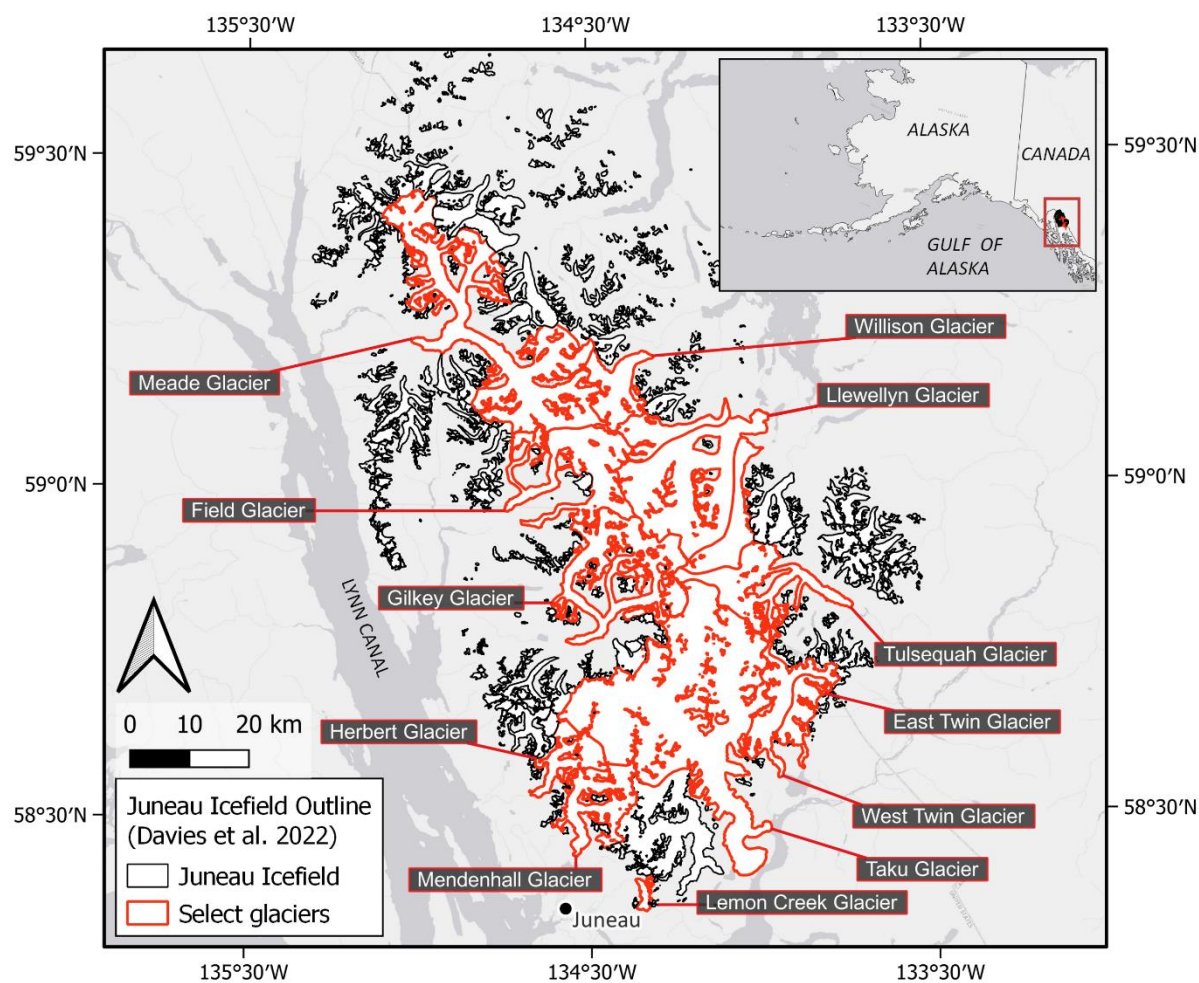 135°30′W 134°30′W 133°30′W
59°30′N
59°30′N
ALASKA
CANADA
GULF OF
ALASKA
Willison Glacier
Meade Glacier
Llewellyn Glacier
59°0′N
59°0′N
Field Glacier
LYNN CANAL
Gilkey Glacier
Tulsequah Glacier
0 10 20 km
East Twin Glacier
Herbert Glacier
Juneau Icefield Outline
(Davies et al. 2022)
Juneau Icefield
Select glaciers
58°30′N
58°30′N
West Twin Glacier
Taku Glacier
Mendenhall Glacier
Lemon Creek Glacier
Juneau
135°30′W 134°30′W 133°30′W